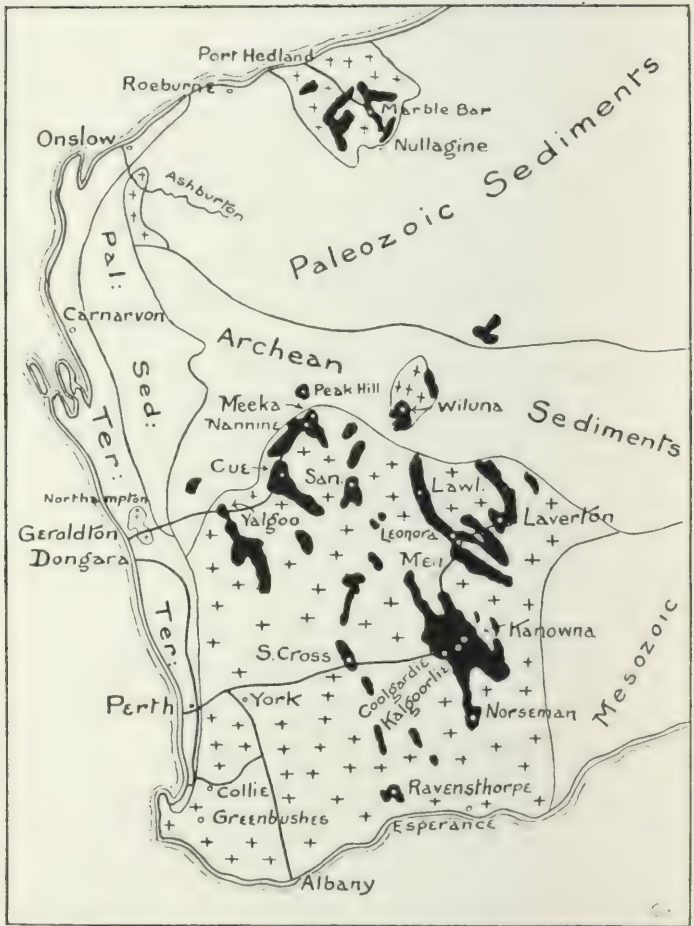 Port Hedland
Roeburne
Marble Bar
Onslow
Nullagine
Ashburton
Paleozoic Sediments
Pal:
Carnarvon
Archean
Sed:
Peak Hill
Meeka
Wiluna
Nannine
Sediments
Ter:
Cue
San.
Lawl.
Northampton
Yalgoo
Laverton
Geraldton
Leonora
Dongara
Men
Ter:
Kanowna
S. Cross
Coolgardie
Kalgoorlie
Mesozoic
Perth
York
Norseman
Collie
Ravensthorpe
Greenbushes
Esperance
Albany